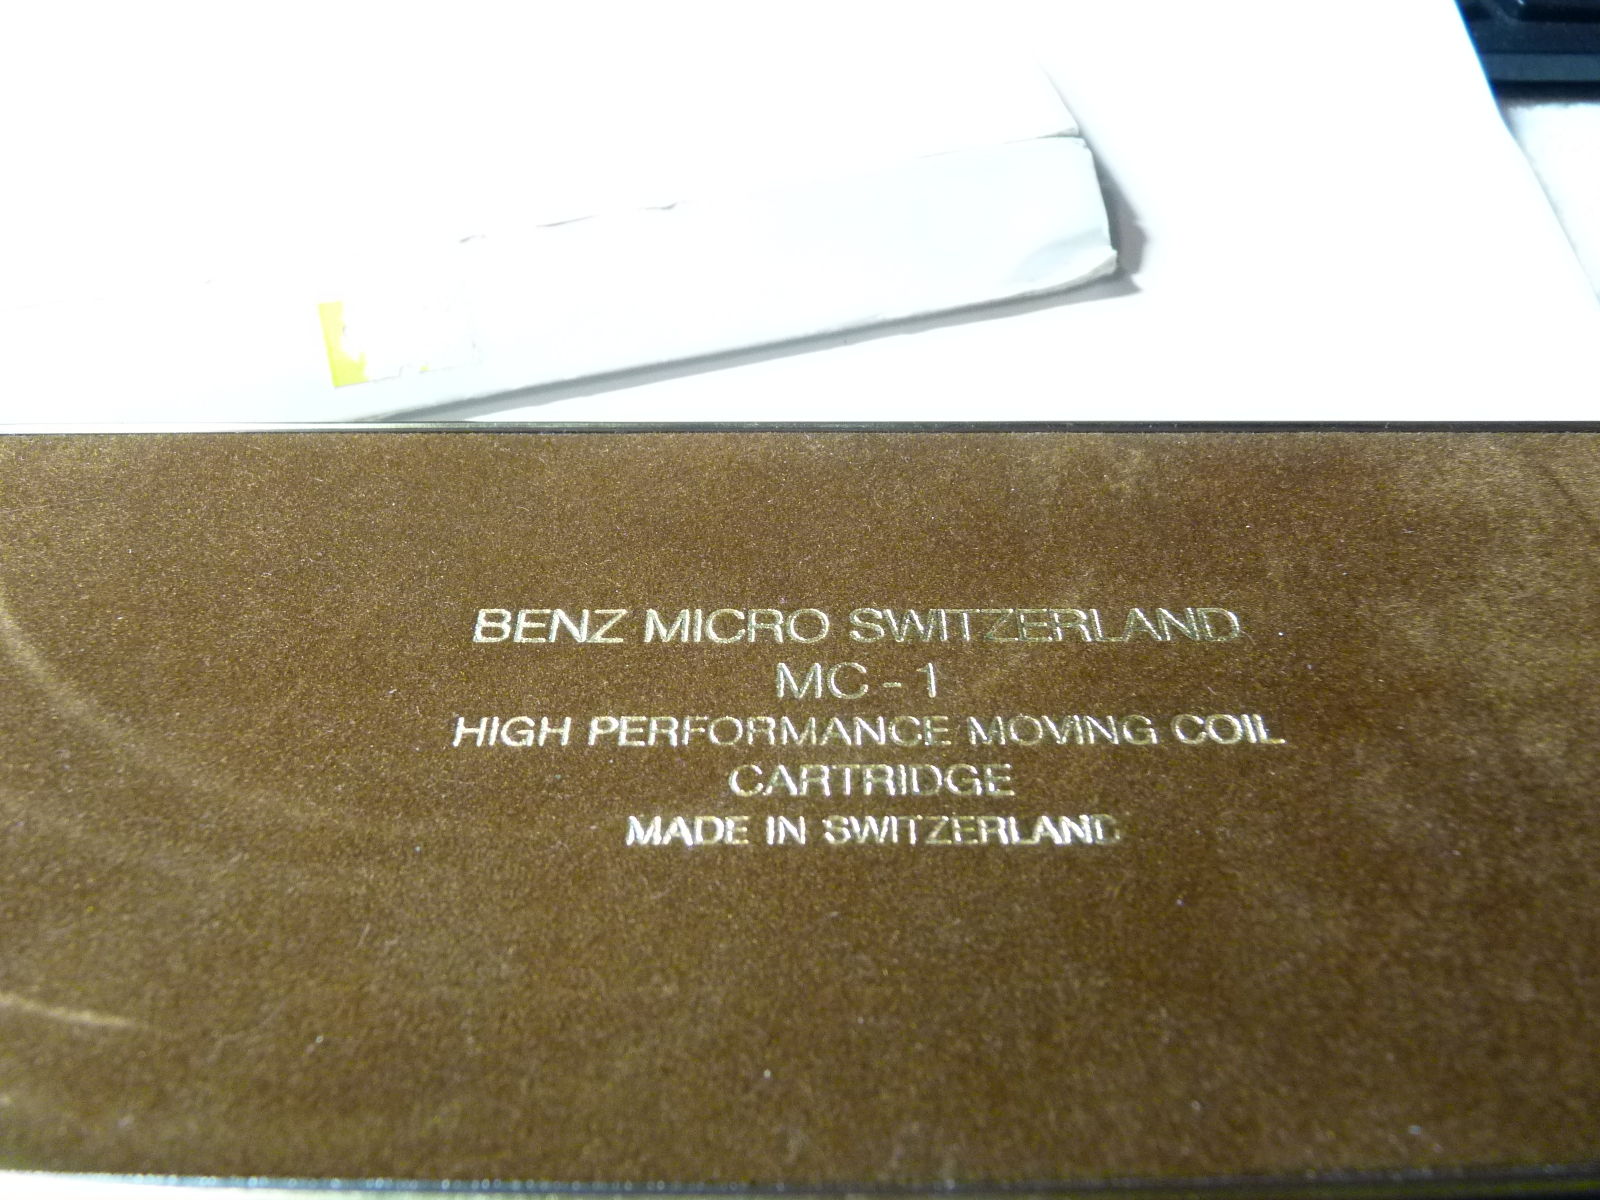 BENZ MICRO SWITZERLAND
MC - 1
HIGH PERFORMANCE MOVING COIL
CARTRIDGE
MADE IN SWITZERLAND